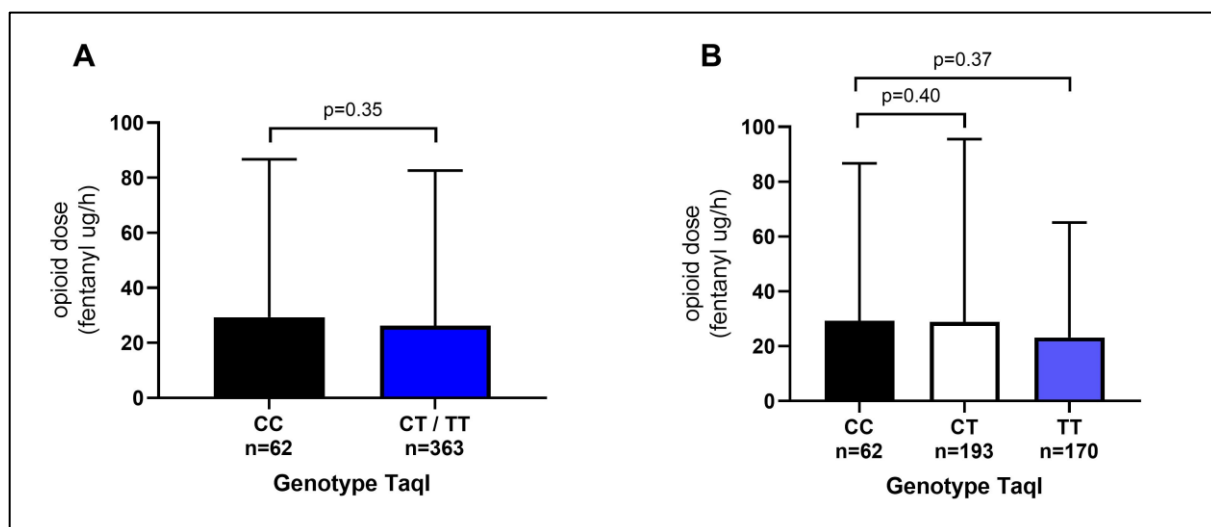 A
p=0.35
opioid dose
(fentanyl ug/h)
100
80
60
40
20
0
CC
n=62
CT / TT
n=363
Genotype TaqI
B
p=0.37
p=0.40
opioid dose
(fentanyl ug/h)
100
80
60
40
20
0
CC
n=62
CT
n=193
TT
n=170
Genotype TaqI